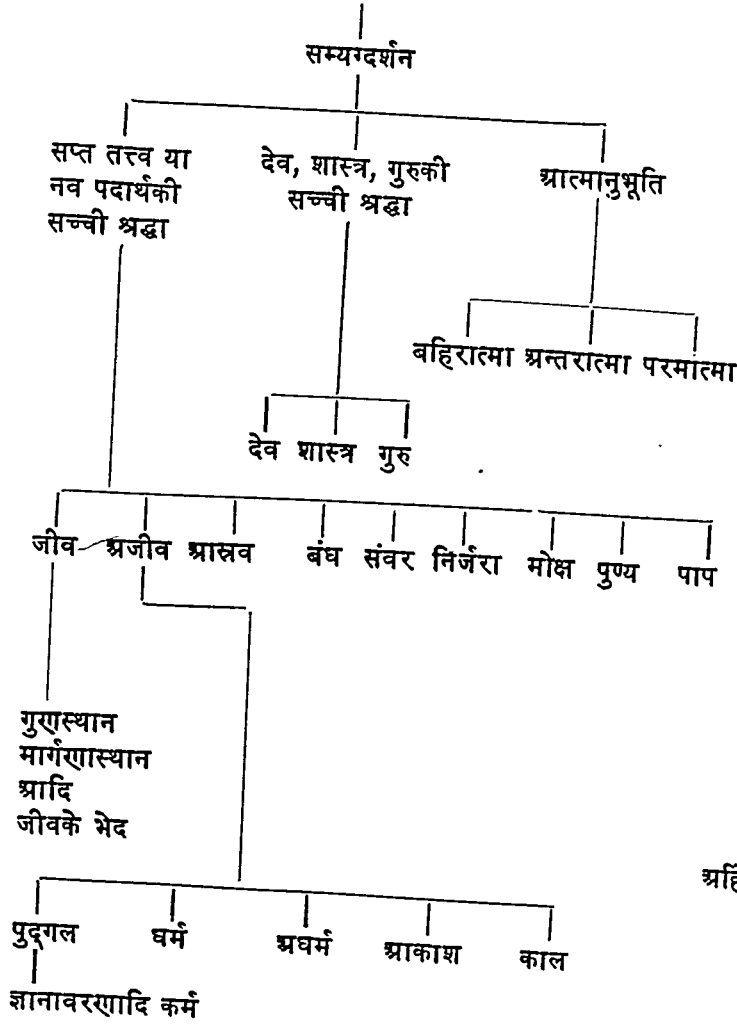 सम्यग्दर्शन
सप्त तत्त्व या
नव पदार्थकी
सच्ची श्रद्धा
देव, शास्त्र, गुरुकी
सच्ची श्रद्धा
आत्मानुभूति
बहिरात्मा अन्तरात्मा परमात्मा
देव शास्त्र गुरु
जीव अजीव आस्रव बंध संवर निर्जरा मोक्ष पुण्य पाप
गुणस्थान
मार्गणास्थान
आदि
जीवके भेद
पुद्गल धर्म अधर्म आकाश काल
ज्ञानावरणादि कर्म